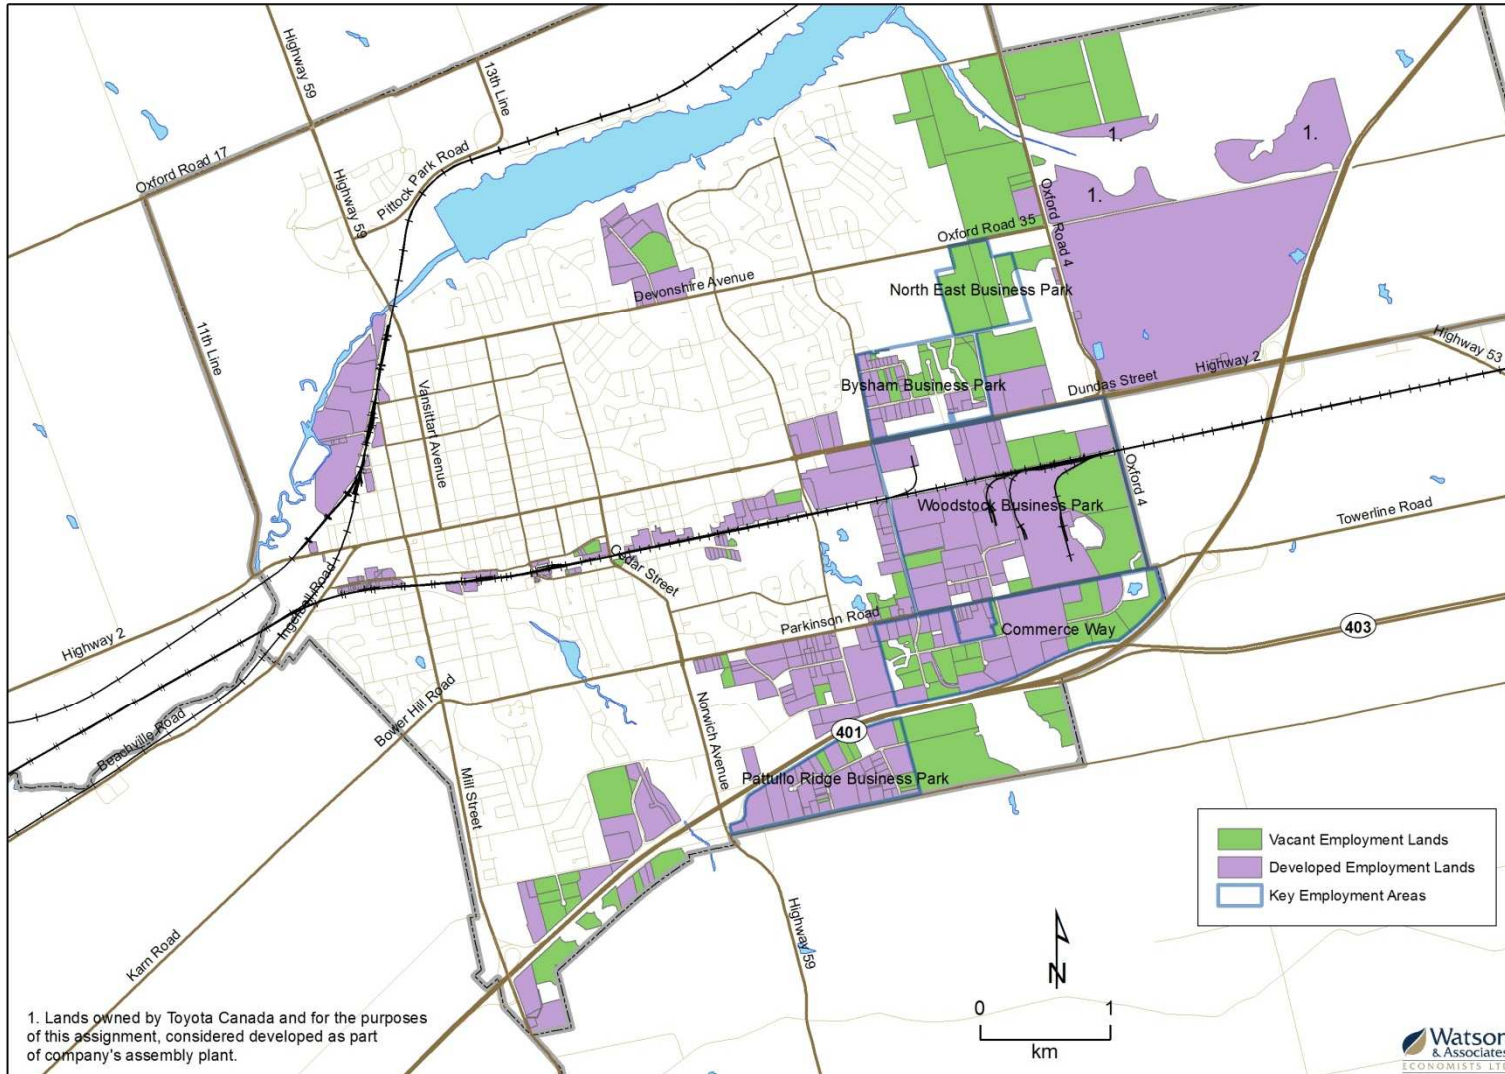 Highway 59
13th Line
Oxford Road 17
Highway 59
Pittock Park Road
1.
1.
1.
Oxford Road 4
Oxford Road 35
Devonshire Avenue
North East Business Park
11th Line
Highway 53
Highway 2
Dundas Street
Bysham Business Park
Vansittart Avenue
Oxford 4
Woodstock Business Park
Towerline Road
Cedar Street
Ingersoll Road
Highway 2
Parkinson Road
Commerce Way
403
Bower Hill Road
Norwich Avenue
Beachville Road
401
Pattullo Ridge Business Park
Mill Street
Vacant Employment Lands
Developed Employment Lands
Key Employment Areas
Highway 59
Karn Road
N
0 1
km
1. Lands owned by Toyota Canada and for the purposes
of this assignment, considered developed as part
of company's assembly plant.
Watson
& Associates
ECONOMISTS LT